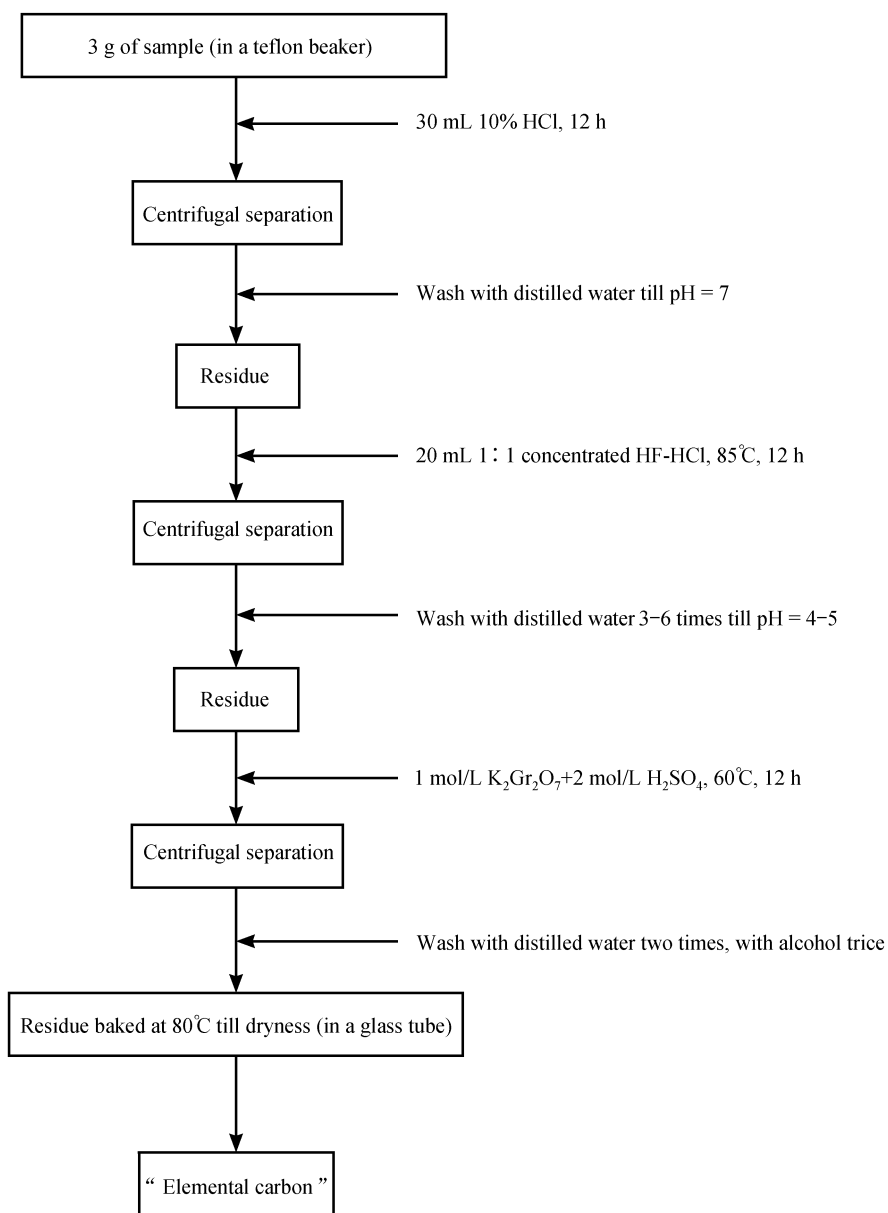 3 g of sample (in a teflon beaker)
30 mL 10% HCl, 12 h
Centrifugal separation
Wash with distilled water till pH = 7
Residue
20 mL 1∶1 concentrated HF-HCl, 85℃, 12 h
Centrifugal separation
Wash with distilled water 3−6 times till pH = 4−5
Residue
1 mol/L K₂Gr₂O₇+2 mol/L H₂SO₄, 60℃, 12 h
Centrifugal separation
Wash with distilled water two times, with alcohol trice
Residue baked at 80℃ till dryness (in a glass tube)
“ Elemental carbon ”